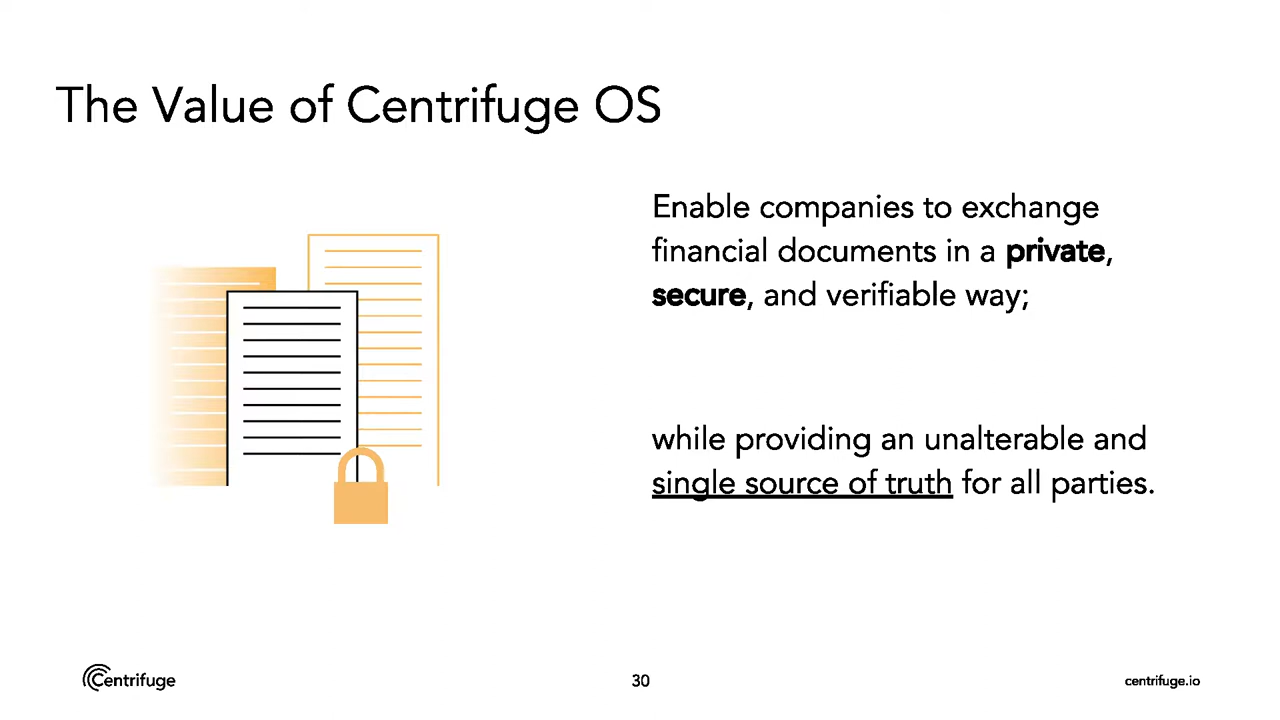 The Value of Centrifuge OS
Enable companies to exchange
financial documents in a private,
secure, and verifiable way;
while providing an unalterable and
single source of truth for all parties.
Centrifuge
30
centrifuge.io